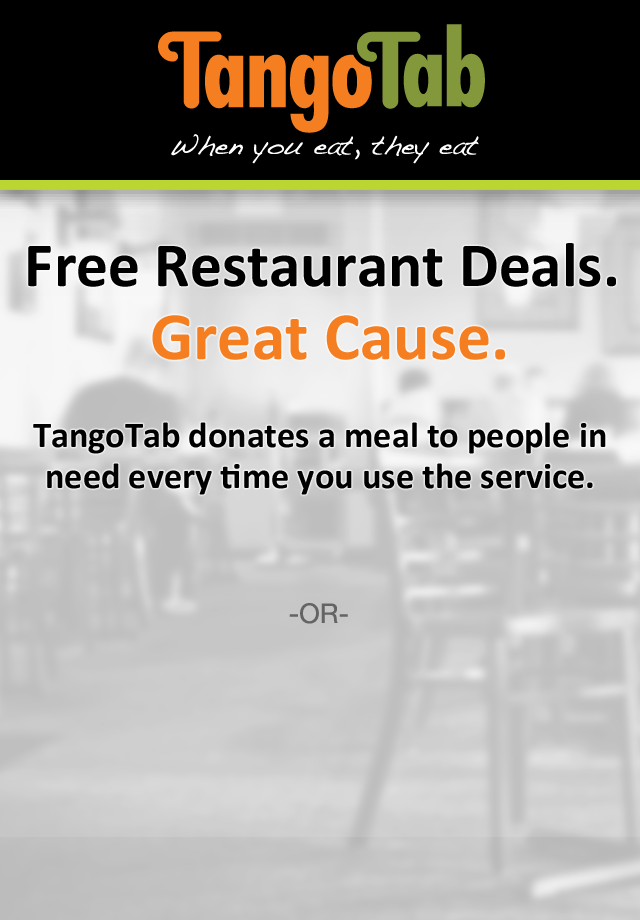 TangoTab
When you eat, they eat
Free Restaurant Deals.
Great Cause.
TangoTab donates a meal to people in
need every time you use the service.
-OR-